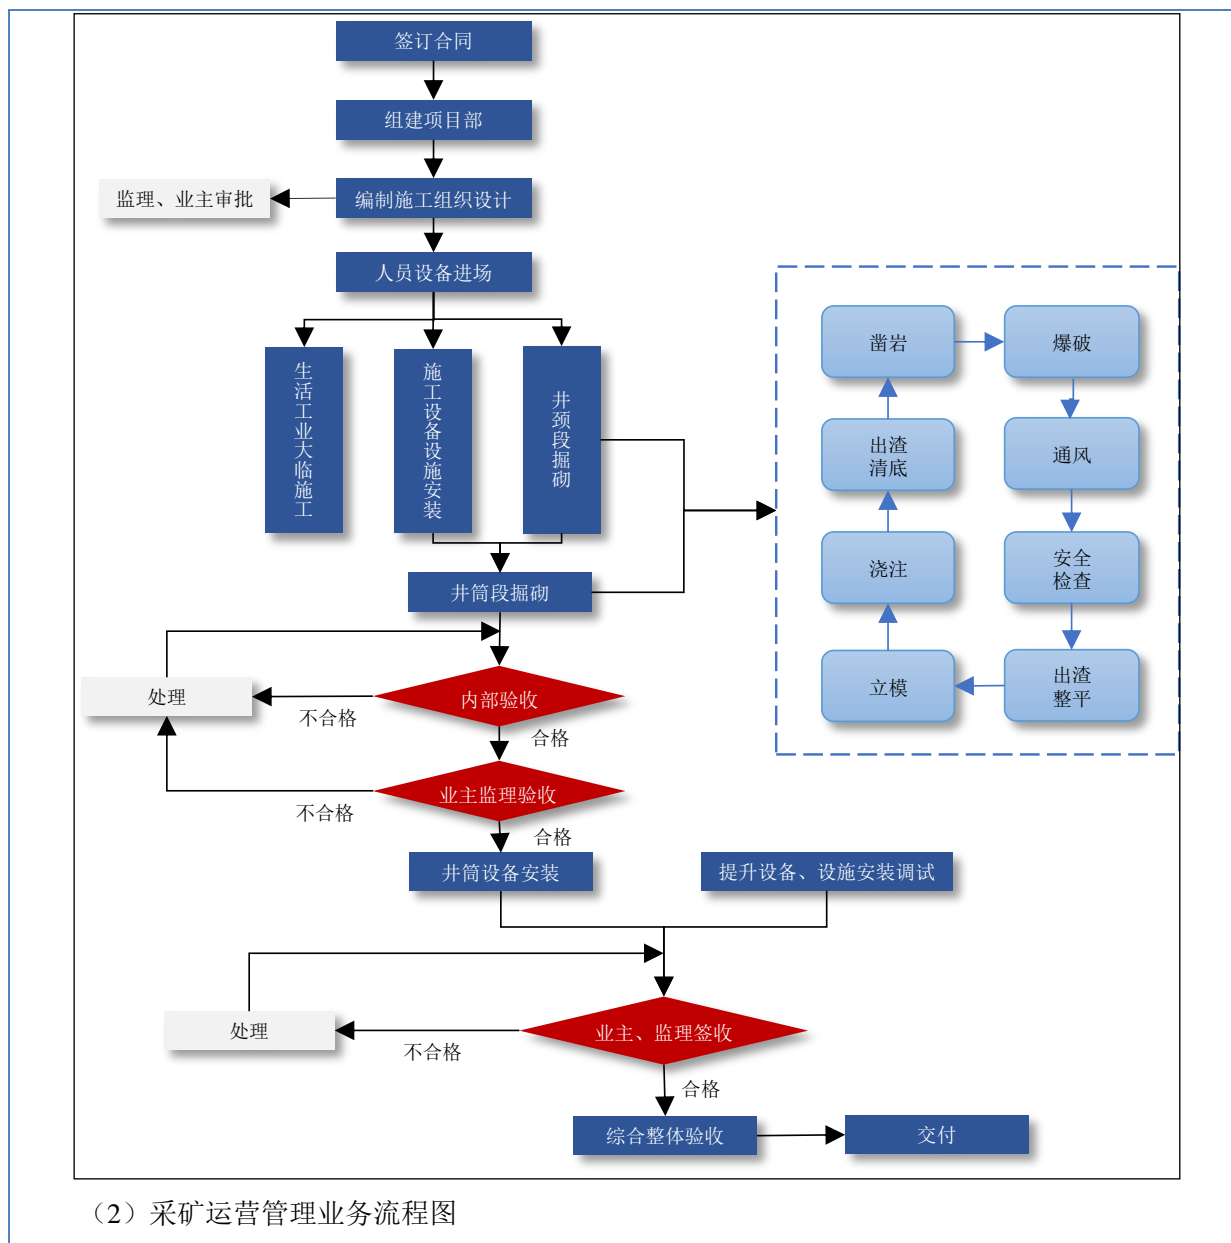 签订合同
组建项目部
监理、业主审批
编制施工组织设计
人员设备进场
生活工业大临施工
施工设备设施安装
井颈段掘砌
凿岩
爆破
出渣
清底
通风
浇注
安全
检查
立模
出渣
整平
井筒段掘砌
处理
不合格
内部验收
合格
不合格
业主监理验收
合格
井筒设备安装
提升设备、设施安装调试
处理
不合格
业主、监理签收
合格
综合整体验收
交付
（2）采矿运营管理业务流程图